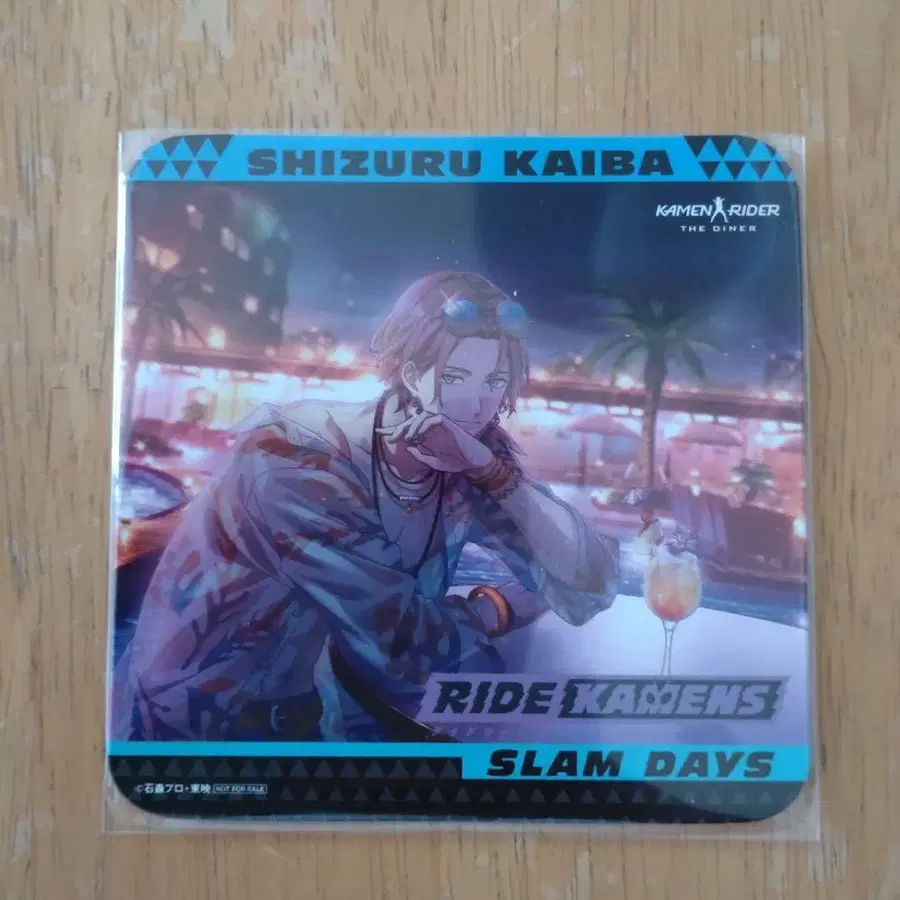 SHIZURU KAIBA
KAMEN RIDER
THE DINER
RIDE KAMENS
SLAM DAYS
©石森プロ・東映 NOT FOR SALE